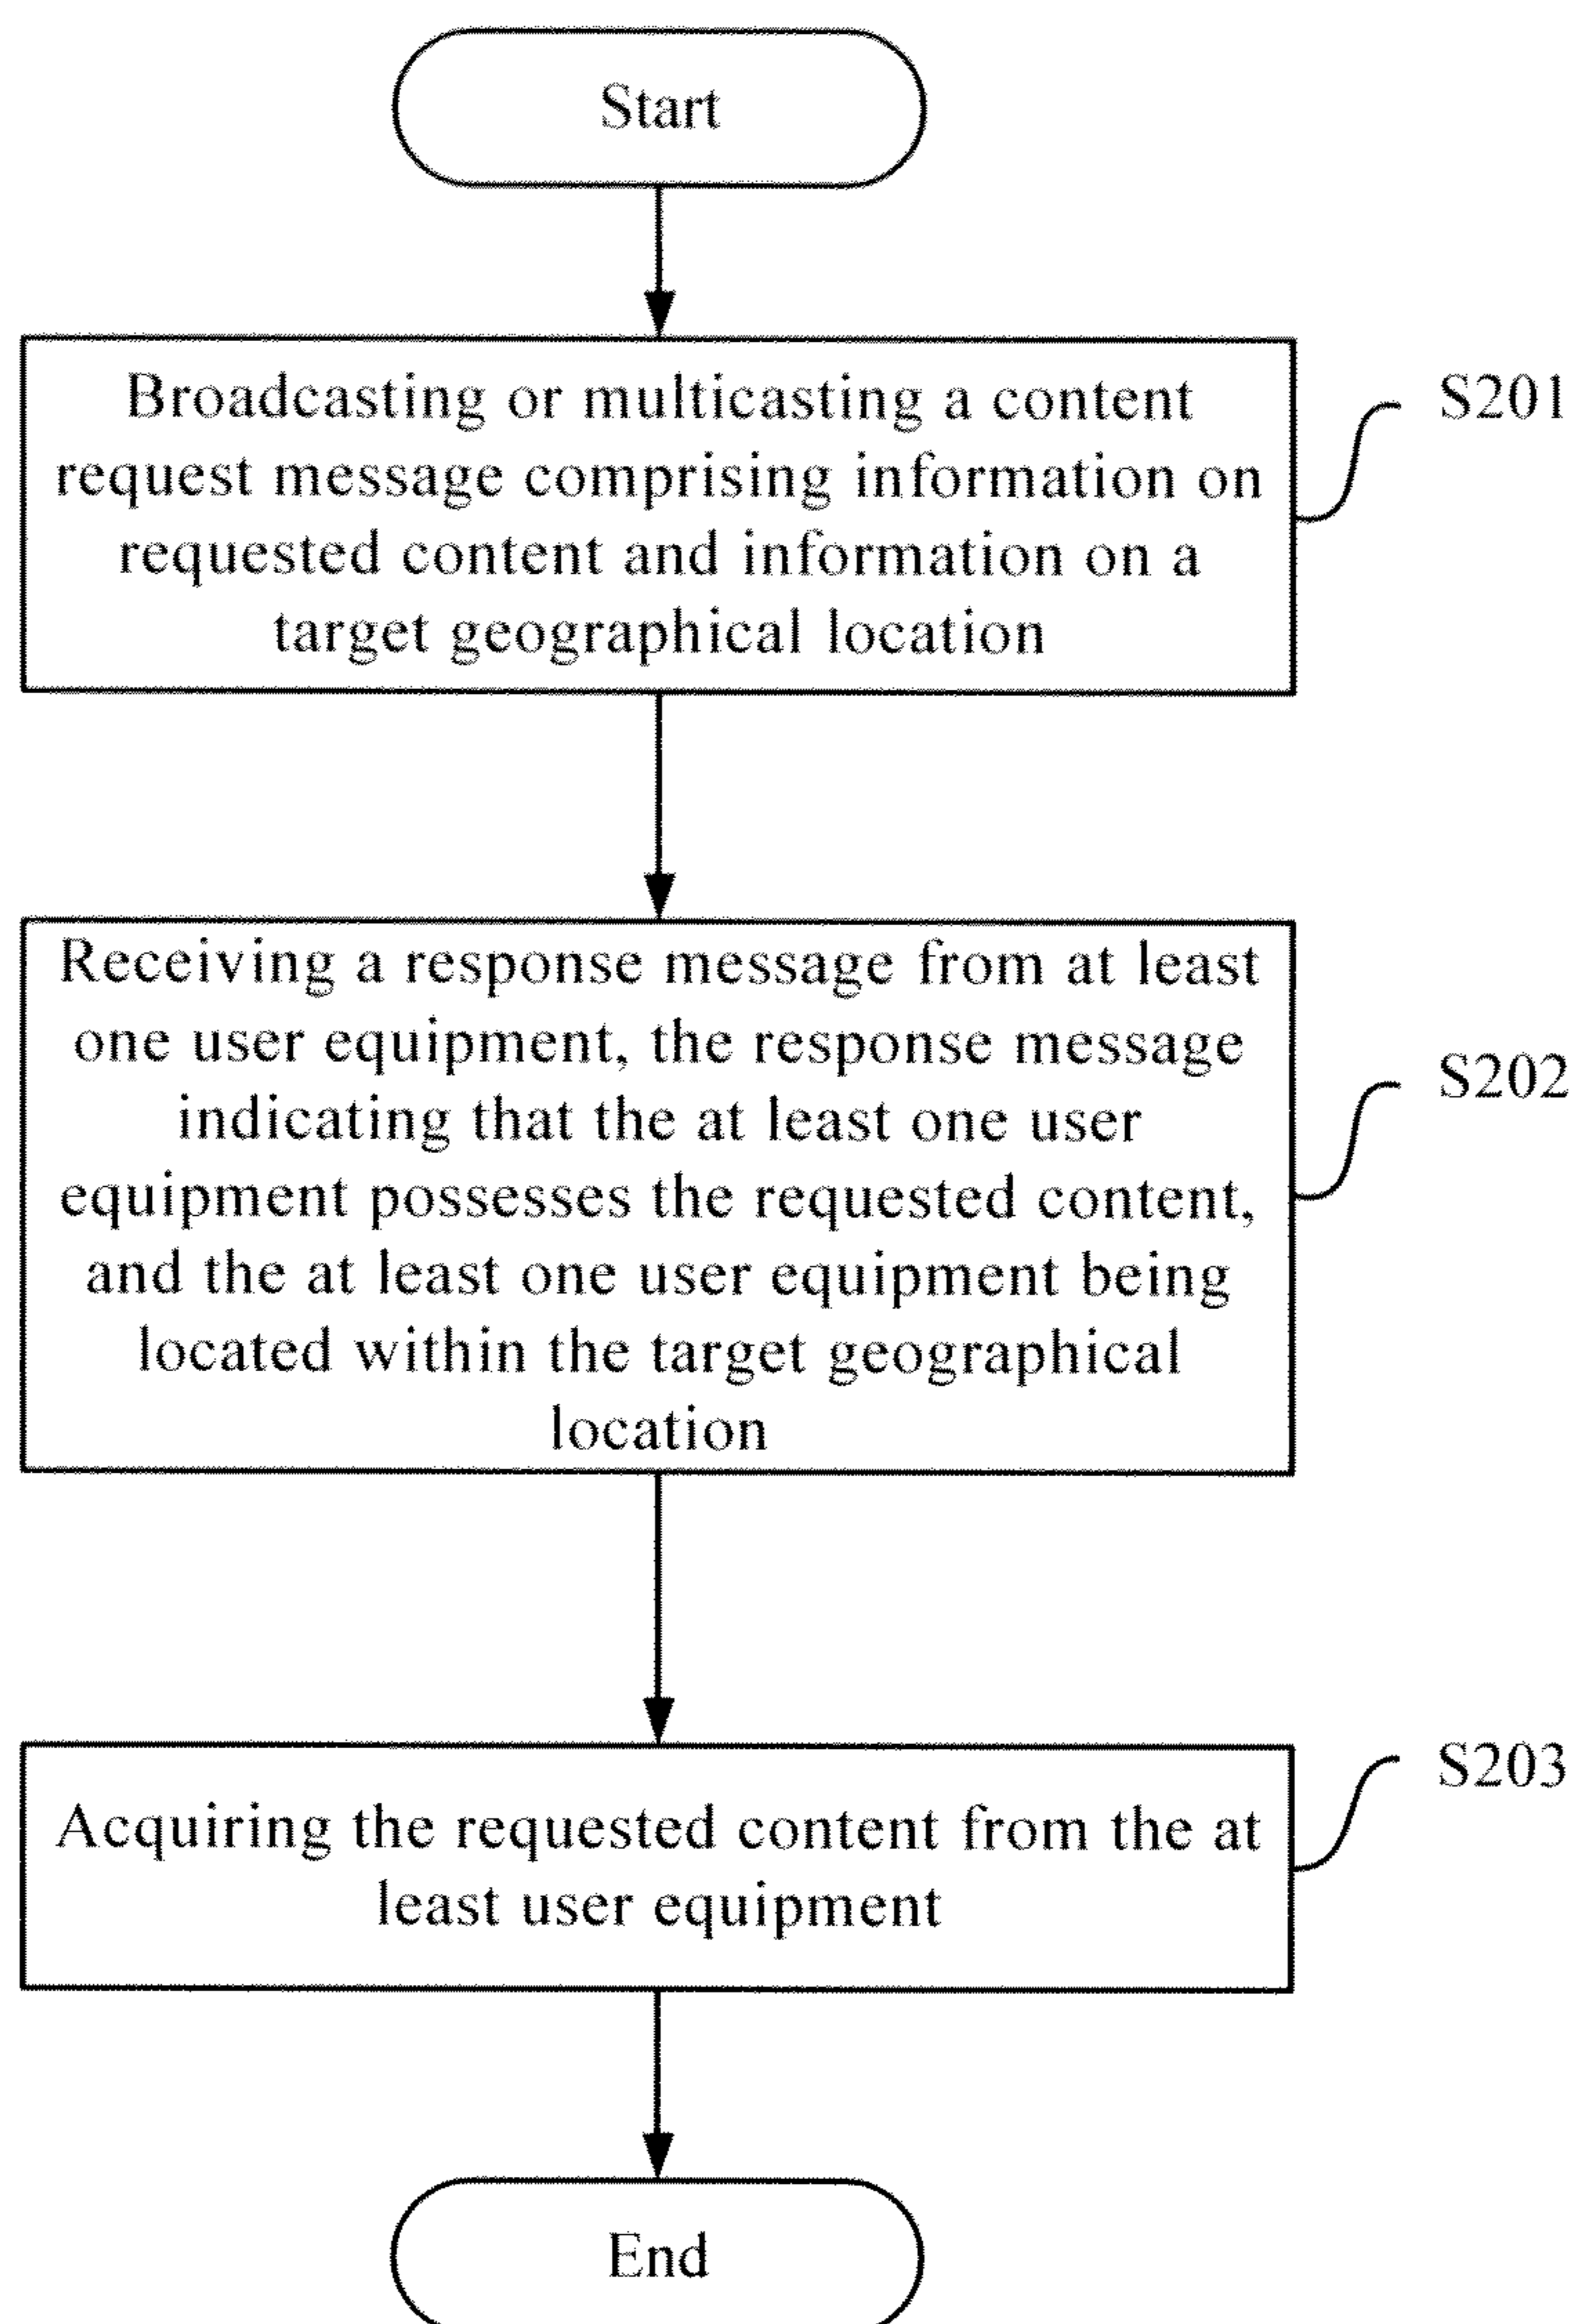 Start
Broadcasting or multicasting a content
request message comprising information on
requested content and information on a
target geographical location
S201
Receiving a response message from at least
one user equipment, the response message
indicating that the at least one user
equipment possesses the requested content,
and the at least one user equipment being
located within the target geographical
location
S202
Acquiring the requested content from the at
least user equipment
S203
End